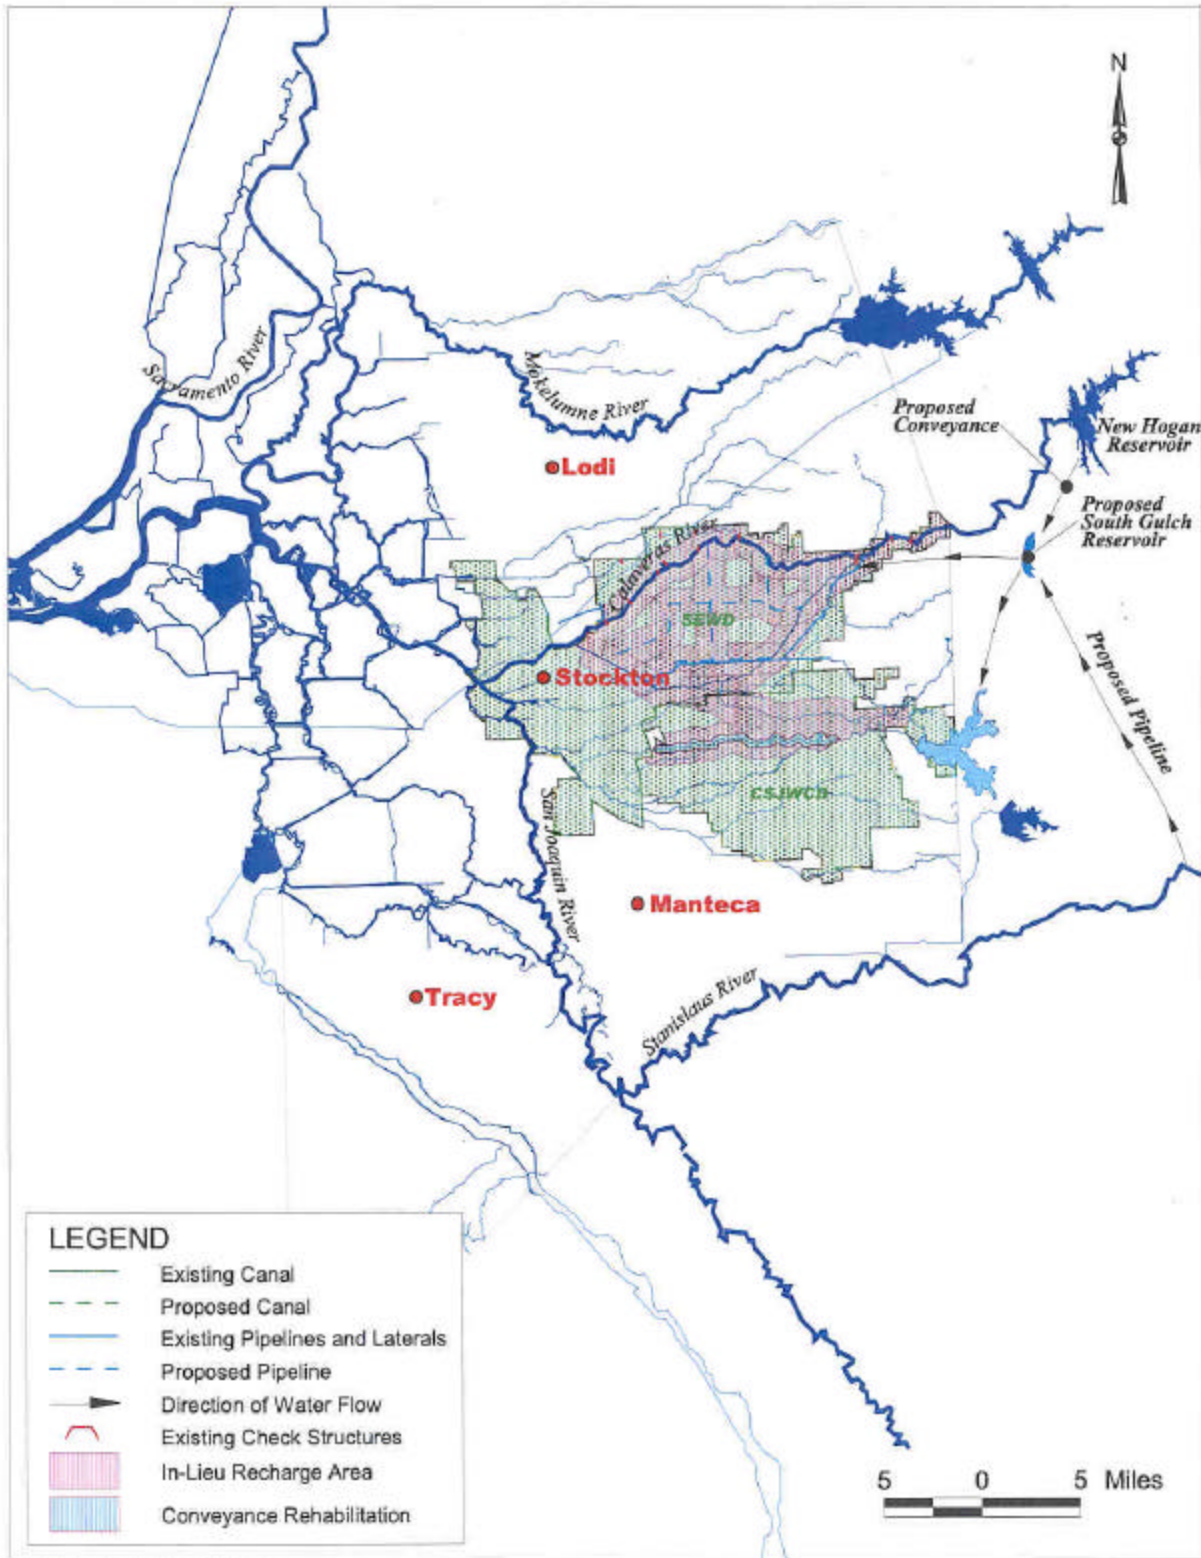 N
Sacramento River
Mokelumne River
Proposed
Conveyance
New Hogan
Reservoir
Lodi
Proposed
South Gulch
Reservoir
Calaveras River
SEWD
Stockton
Proposed Pipeline
CSJWCD
San Joaquin River
Manteca
Tracy
Stanislaus River
LEGEND
Existing Canal
Proposed Canal
Existing Pipelines and Laterals
Proposed Pipeline
Direction of Water Flow
Existing Check Structures
In-Lieu Recharge Area
Conveyance Rehabilitation
5 0 5 Miles